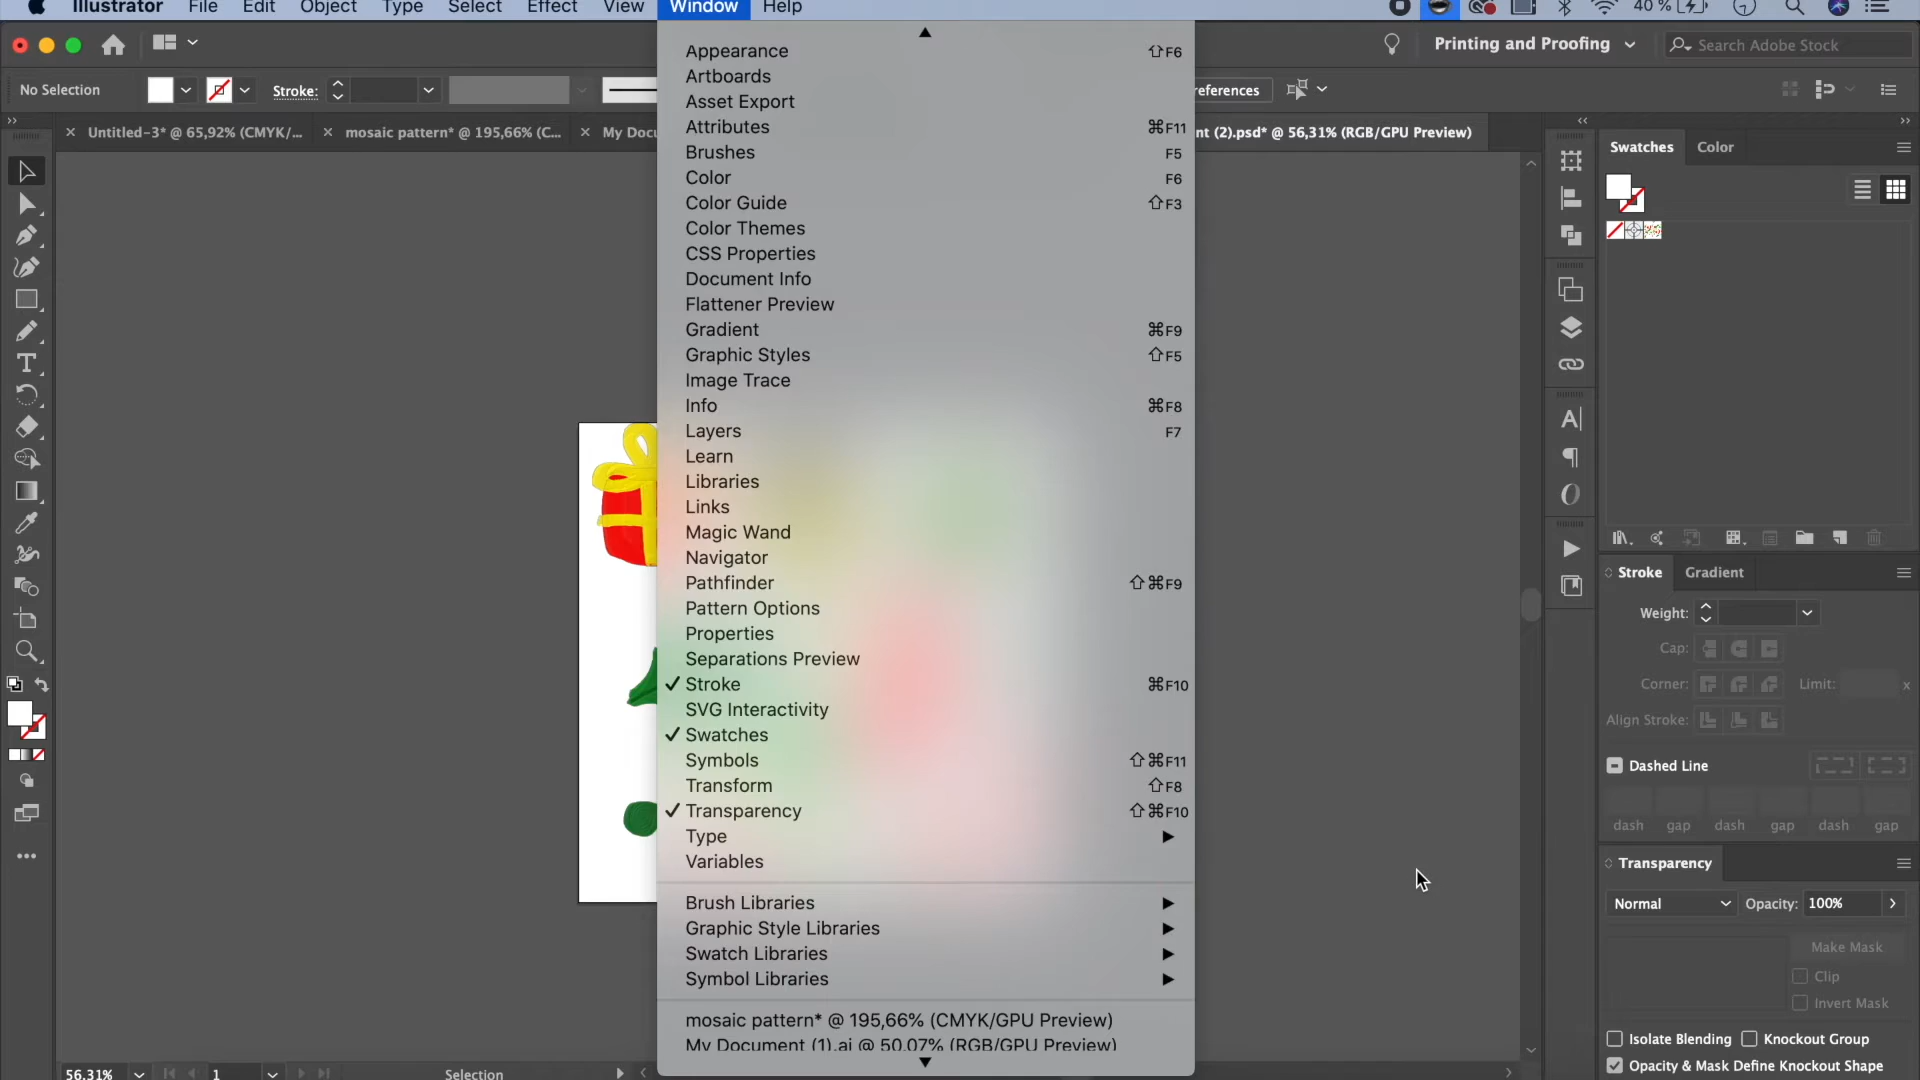 Illustrator File Edit Object Type Select Effect View Window Help 40 %
Printing and Proofing Search Adobe Stock
No Selection Stroke: references
Untitled-3* @ 65,92% (CMYK/... mosaic pattern* @ 195,66% (C... My Docu nt (2).psd* @ 56,31% (RGB/GPU Preview)
Appearance ⇧F6
Artboards
Asset Export
Attributes ⌘F11
Brushes F5
Color F6
Color Guide ⇧F3
Color Themes
CSS Properties
Document Info
Flattener Preview
Gradient ⌘F9
Graphic Styles ⇧F5
Image Trace
Info ⌘F8
Layers F7
Learn
Libraries
Links
Magic Wand
Navigator
Pathfinder ⇧⌘F9
Pattern Options
Properties
Separations Preview
✓ Stroke ⌘F10
SVG Interactivity
✓ Swatches
Symbols ⇧⌘F11
Transform ⇧F8
✓ Transparency ⇧⌘F10
Type
Variables
Brush Libraries
Graphic Style Libraries
Swatch Libraries
Symbol Libraries
mosaic pattern* @ 195,66% (CMYK/GPU Preview)
My Document (1).ai @ 50,07% (RGB/GPU Preview)
Swatches Color
Stroke Gradient
Weight:
Cap:
Corner: Limit: x
Align Stroke:
Dashed Line
dash gap dash gap dash gap
Transparency
Normal Opacity: 100%
Make Mask
Clip
Invert Mask
Isolate Blending Knockout Group
Opacity & Mask Define Knockout Shape
56,31% 1 Selection